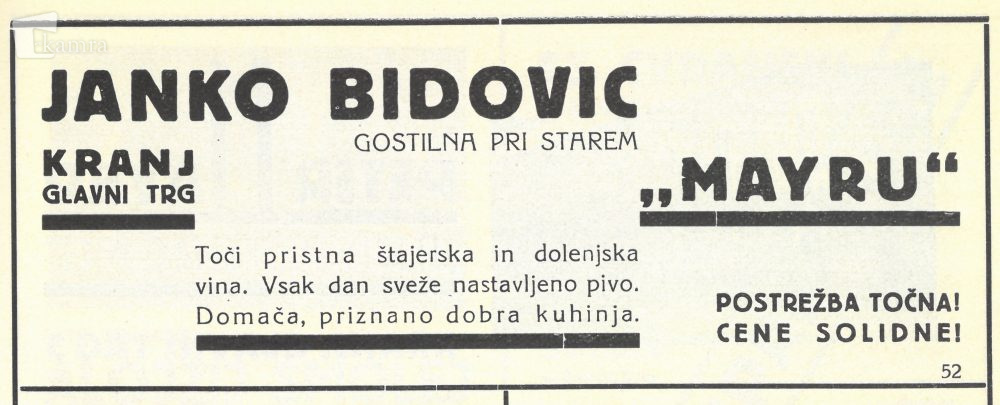 kamra
JANKO BIDOVIC
GOSTILNA PRI STAREM
KRANJ
GLAVNI TRG
„MAYRU“
Toči pristna štajerska in dolenjska
vina. Vsak dan sveže nastavljeno pivo.
Domača, priznano dobra kuhinja.
POSTREŽBA TOČNA!
CENE SOLIDNE!
52